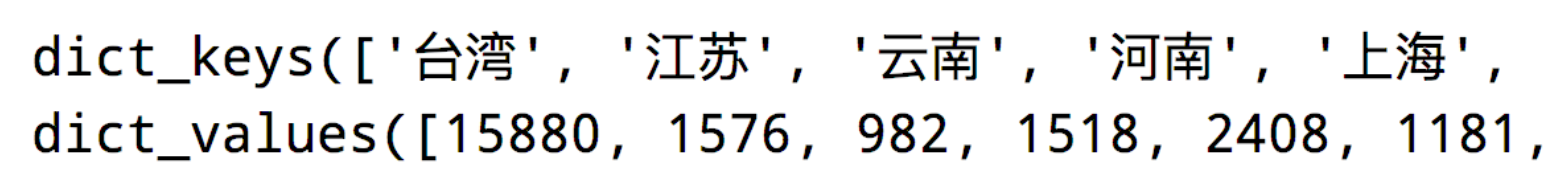 dict_keys(['台湾', '江苏', '云南', '河南', '上海',
dict_values([15880, 1576, 982, 1518, 2408, 1181,